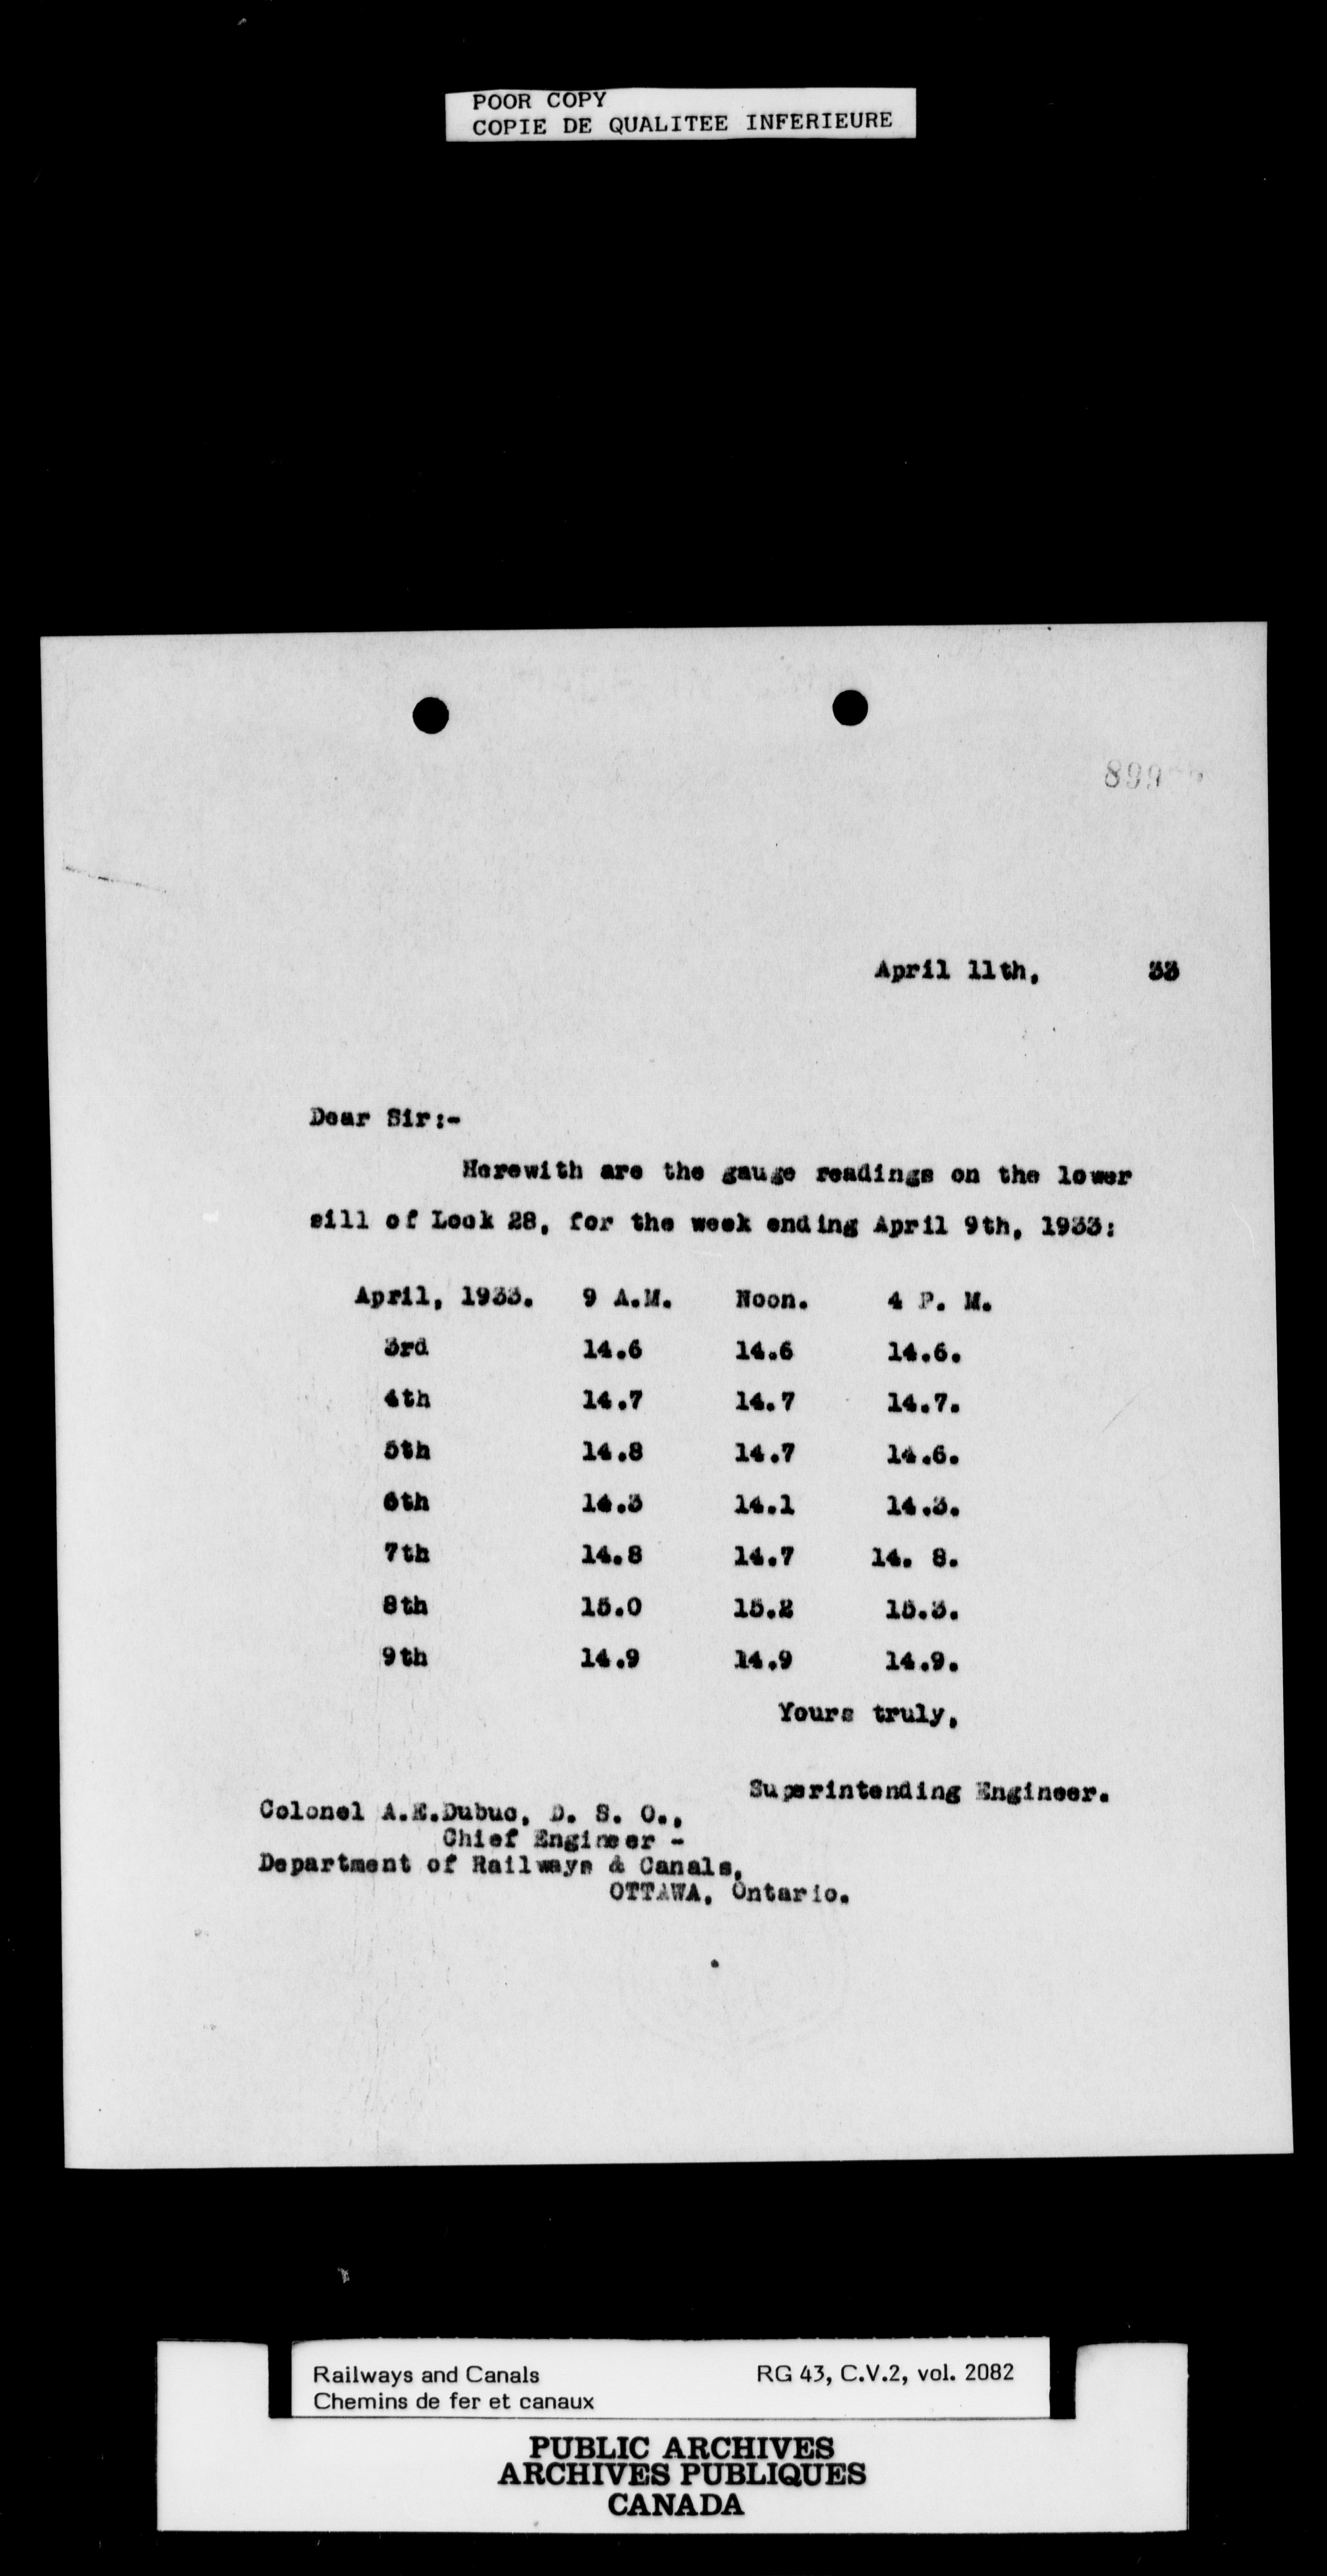 POOR COPY
COPIE DE QUALITEE INFERIEURE
April 11th, 33
Dear Sir:-
Herewith are the gauge readings on the lower
sill of Lock 28, for the week ending April 9th, 1933:
April, 1933. 9 A.M. Noon. 4 P. M.
3rd 14.6 14.6 14.6.
4th 14.7 14.7 14.7.
5th 14.8 14.7 14.6.
6th 14.3 14.1 14.3.
7th 14.8 14.7 14. 8.
8th 15.0 15.2 15.3.
9th 14.9 14.9 14.9.
Yours truly,
Superintending Engineer.
Colonel A.E.Dubuc, D. S. O.,
Chief Engineer -
Department of Railways & Canals,
OTTAWA, Ontario.
Railways and Canals RG 43, C.V.2, vol. 2082
Chemins de fer et canaux
PUBLIC ARCHIVES
ARCHIVES PUBLIQUES
CANADA